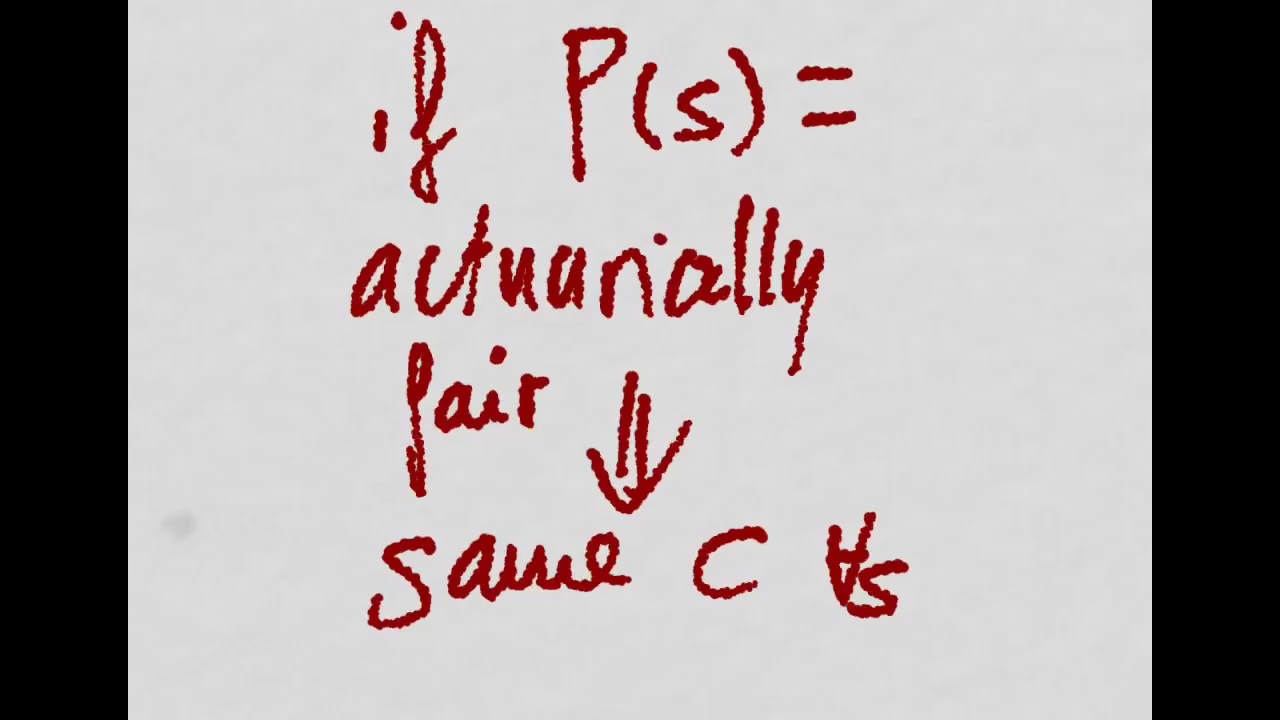 if P(s) =
actuarially
fair ⇓
same C ∀s